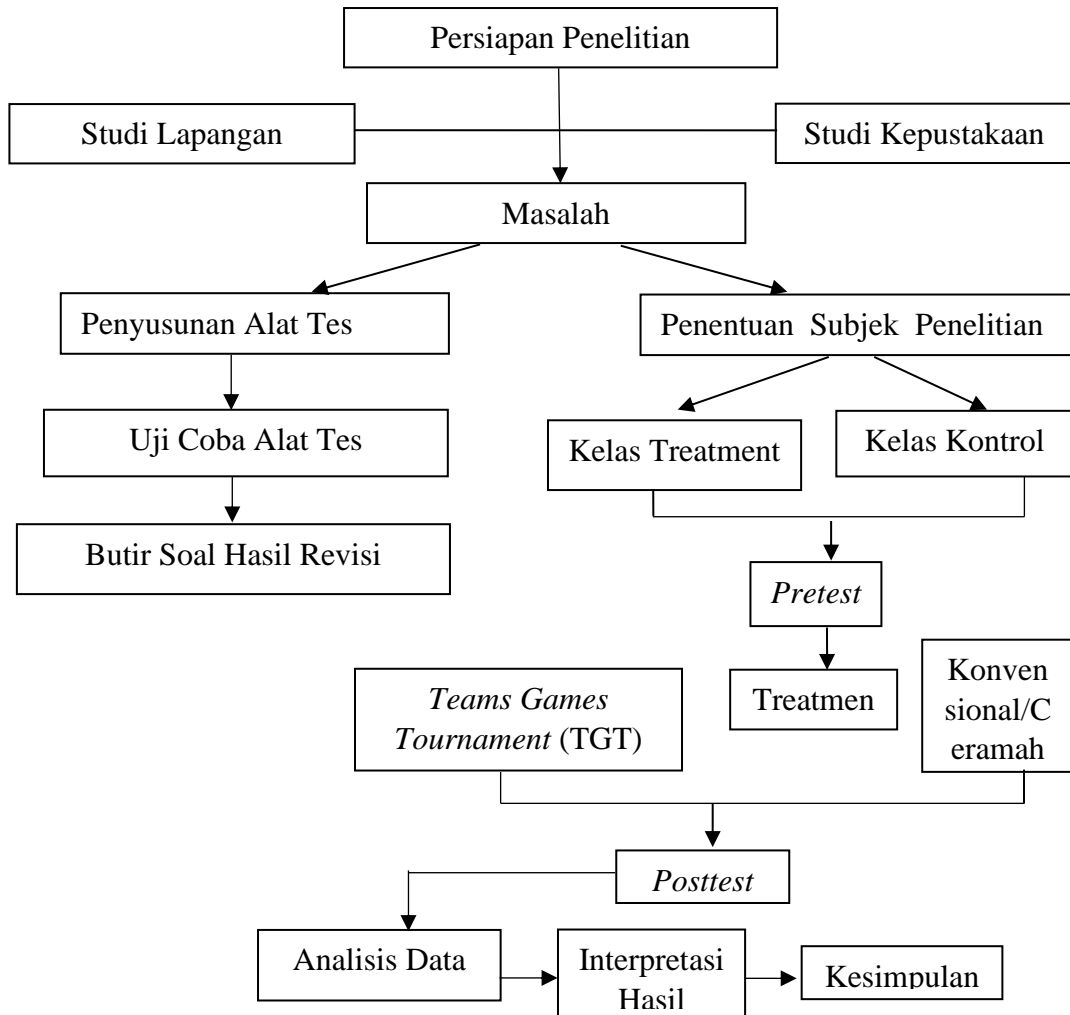 Persiapan Penelitian
Studi Lapangan
Studi Kepustakaan
Masalah
Penyusunan Alat Tes
Penentuan Subjek Penelitian
Uji Coba Alat Tes
Kelas Treatment
Kelas Kontrol
Butir Soal Hasil Revisi
Pretest
Teams Games
Tournament (TGT)
Treatmen
Konven
sional/C
eramah
Posttest
Analisis Data
Interpretasi
Hasil
Kesimpulan